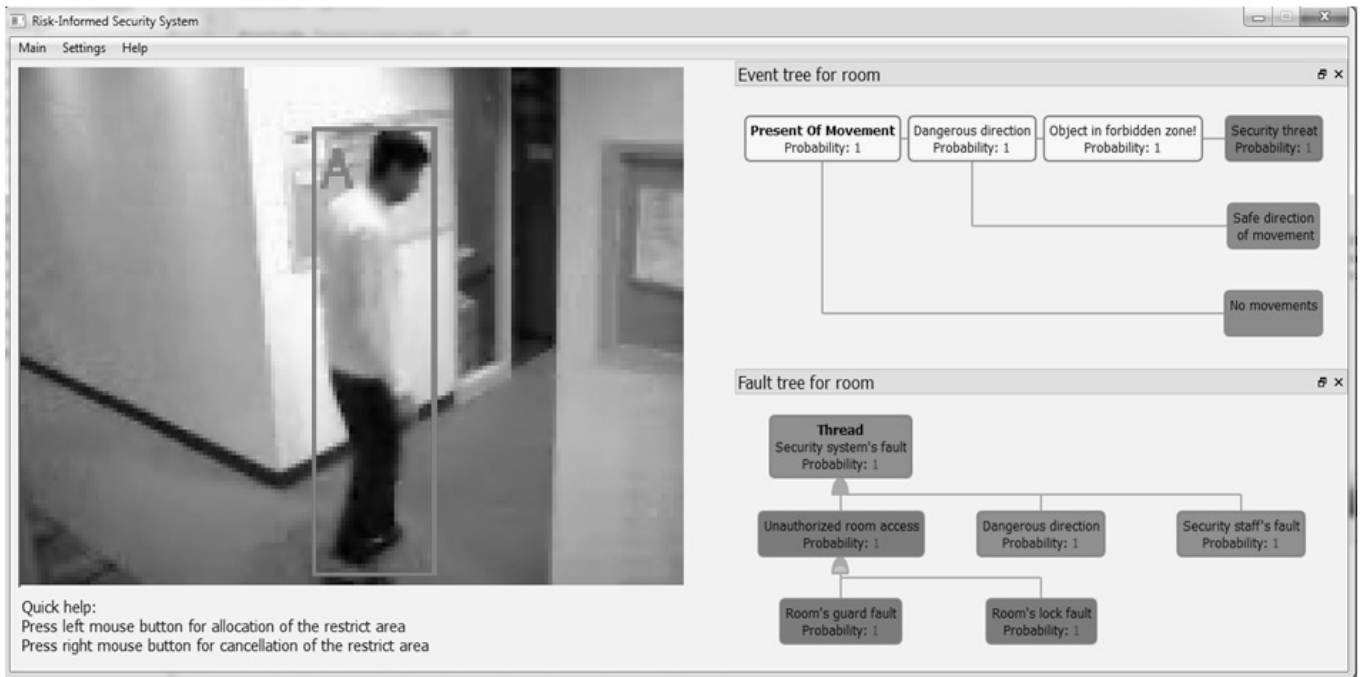 Risk-Informed Security System
Main Settings Help
A
Quick help:
Press left mouse button for allocation of the restrict area
Press right mouse button for cancellation of the restrict area
Event tree for room
Present Of Movement
Probability: 1
Dangerous direction
Probability: 1
Object in forbidden zone!
Probability: 1
Security threat
Probability: 1
Safe direction
of movement
No movements
Fault tree for room
Thread
Security system's fault
Probability: 1
Unauthorized room access
Probability: 1
Dangerous direction
Probability: 1
Security staff's fault
Probability: 1
Room's guard fault
Probability: 1
Room's lock fault
Probability: 1